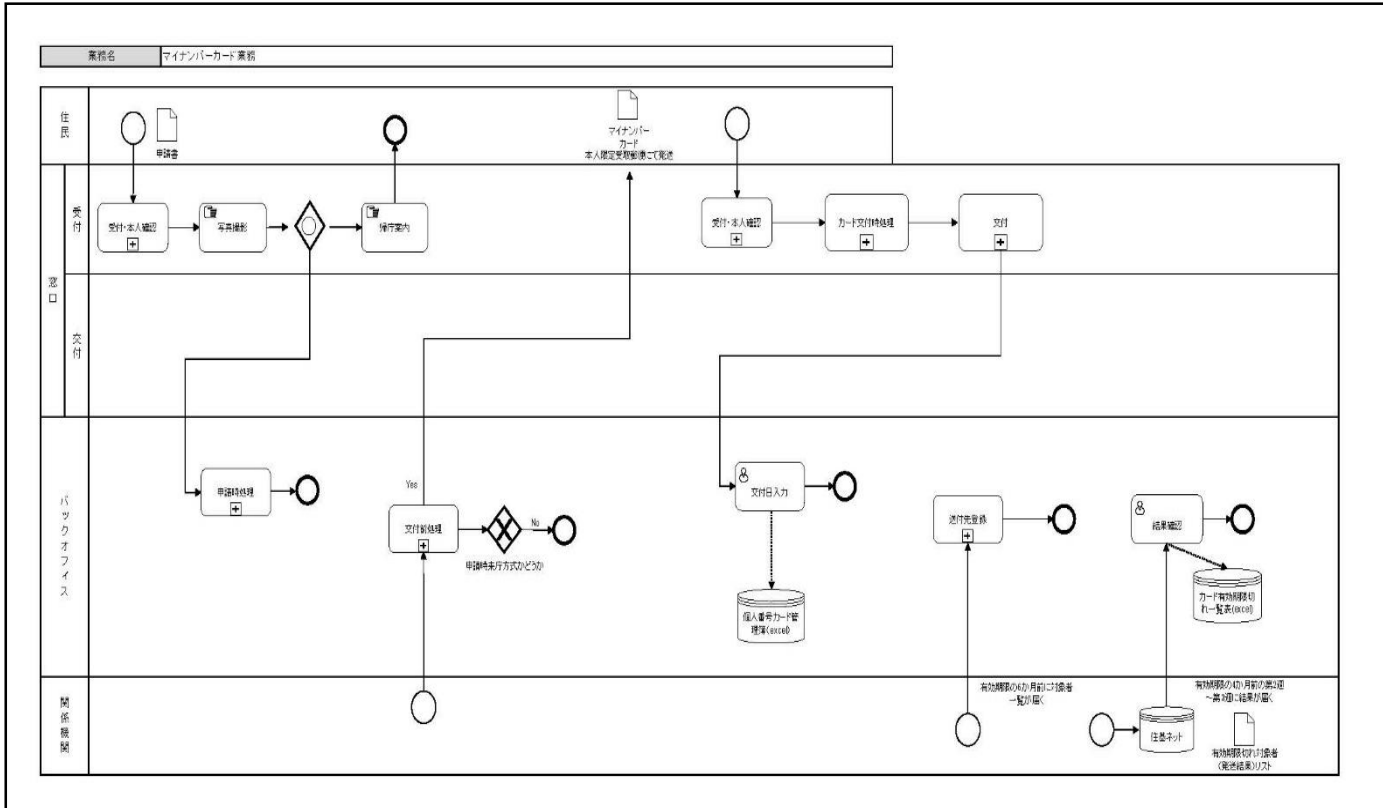 業務名
マイナンバーカード業務
住民
申請書
マイナンバー
カード
本人限定受取郵便にて発送
窓口
受付
受付・本人確認
写真撮影
帰庁案内
受付・本人確認
カード交付時処理
交付
交付
バックオフィス
申請時処理
Yes
交付前処理
No
申請時来庁方式かどうか
交付日入力
個人番号カード管
理簿(excel)
送付先登録
結果確認
カード有効期限切
れ一覧表(excel)
関係機関
有効期限の6か月前に対象者
一覧が届く
有効期限の4か月前の第2週
～第3週に結果が届く
住基ネット
有効期限切れ対象者
(発送結果)リスト